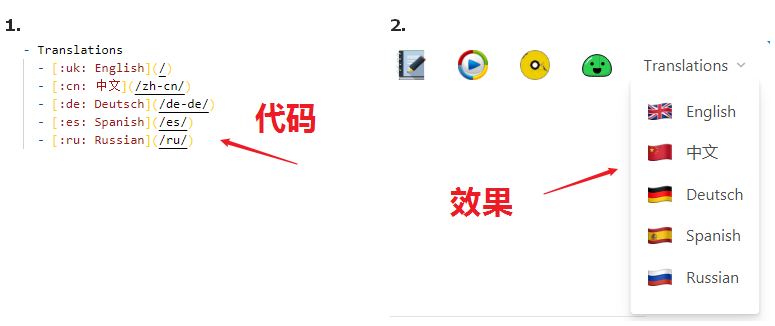 1.
- Translations
- [:uk: English](/)
- [:cn: 中文](/zh-cn/)
- [:de: Deutsch](/de-de/)
- [:es: Spanish](/es/)
- [:ru: Russian](/ru/)
代码
2.
Translations
English
中文
Deutsch
Spanish
Russian
效果